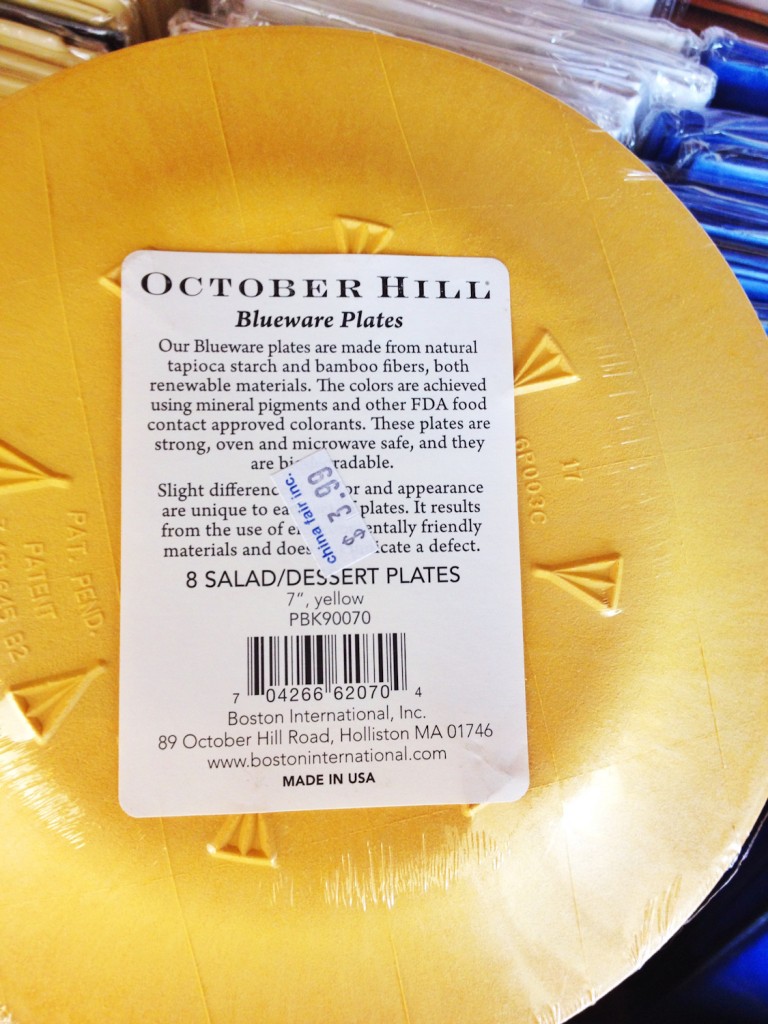 OCTOBER HILL
Blueware Plates
Our Blueware plates are made from natural
tapioca starch and bamboo fibers, both
renewable materials. The colors are achieved
using mineral pigments and other FDA food
contact approved colorants. These plates are
strong, oven and microwave safe, and they
are radable.
Slight differenc or and appearance
are unique to ea plates. It results
from the use of e entally friendly
materials and does icate a defect.
china fair inc.
$ 3.99
8 SALAD/DESSERT PLATES
7", yellow
PBK90070
7 04266 62070 4
Boston International, Inc.
89 October Hill Road, Holliston MA 01746
www.bostoninternational.com
MADE IN USA
17
6P003C
PAT. PEND.
PATENT